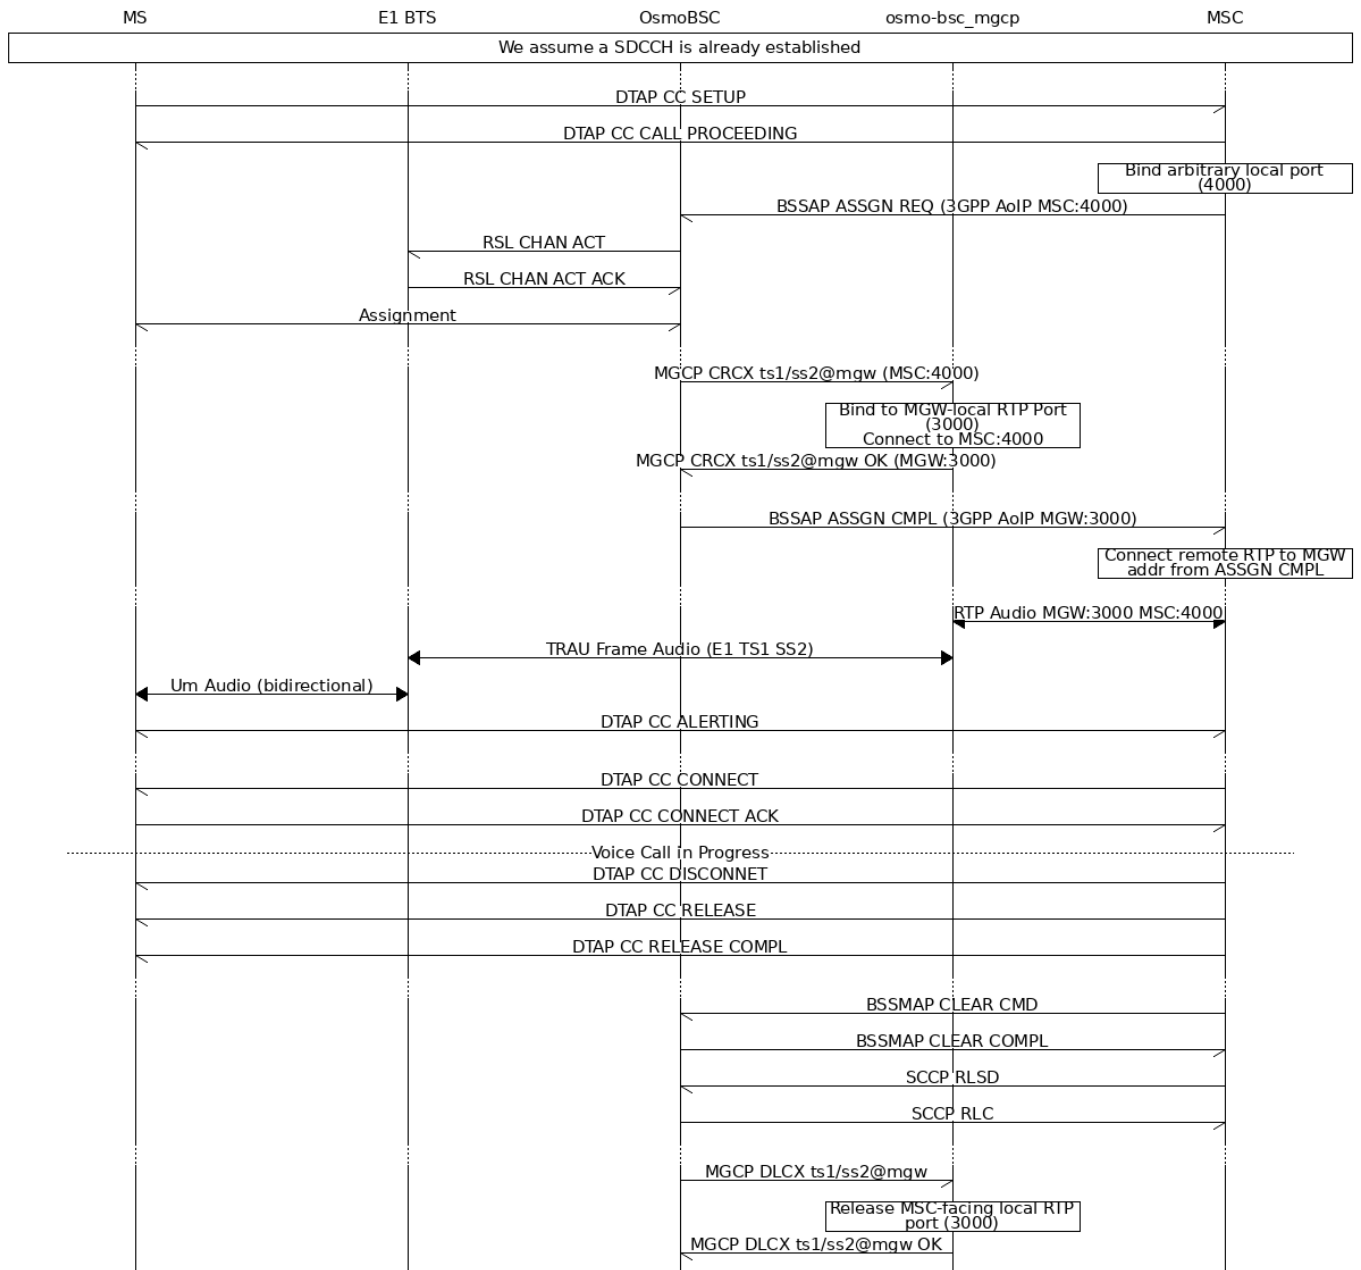 MS E1 BTS OsmoBSC osmo-bsc_mgcp MSC
We assume a SDCCH is already established
DTAP CC SETUP
DTAP CC CALL PROCEEDING
Bind arbitrary local port
(4000)
BSSAP ASSGN REQ (3GPP AoIP MSC:4000)
RSL CHAN ACT
RSL CHAN ACT ACK
Assignment
MGCP CRCX ts1/ss2@mgw (MSC:4000)
Bind to MGW-local RTP Port
(3000)
Connect to MSC:4000
MGCP CRCX ts1/ss2@mgw OK (MGW:3000)
BSSAP ASSGN CMPL (3GPP AoIP MGW:3000)
Connect remote RTP to MGW
addr from ASSGN CMPL
RTP Audio MGW:3000 MSC:4000
TRAU Frame Audio (E1 TS1 SS2)
Um Audio (bidirectional)
DTAP CC ALERTING
DTAP CC CONNECT
DTAP CC CONNECT ACK
Voice Call in Progress
DTAP CC DISCONNET
DTAP CC RELEASE
DTAP CC RELEASE COMPL
BSSMAP CLEAR CMD
BSSMAP CLEAR COMPL
SCCP RLSD
SCCP RLC
MGCP DLCX ts1/ss2@mgw
Release MSC-facing local RTP
port (3000)
MGCP DLCX ts1/ss2@mgw OK